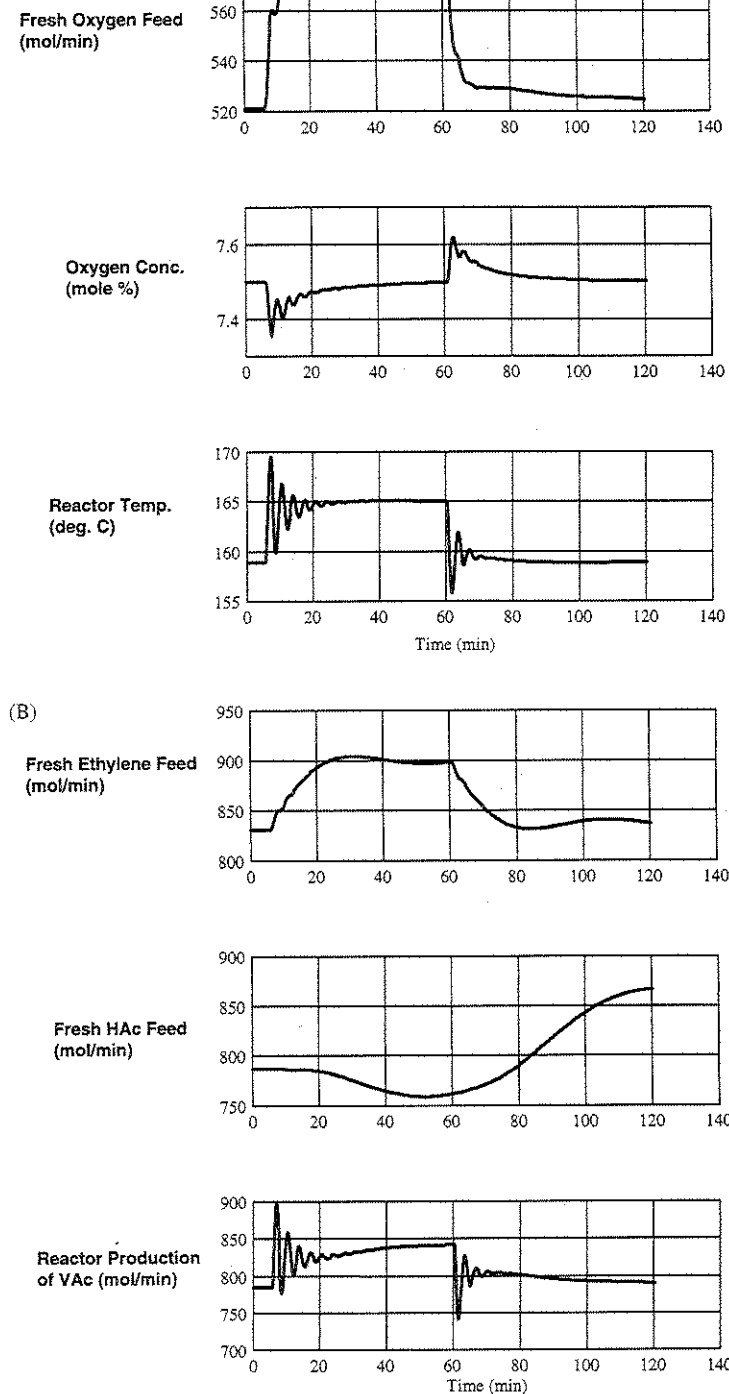 Fresh Oxygen Feed
(mol/min)
560
540
520
0 20 40 60 80 100 120 140
Oxygen Conc.
(mole %)
7.6
7.4
0 20 40 60 80 100 120 140
Reactor Temp.
(deg. C)
170
165
160
155
0 20 40 60 80 100 120 140
Time (min)
(B)
Fresh Ethylene Feed
(mol/min)
950
900
850
800
0 20 40 60 80 100 120 140
Fresh HAc Feed
(mol/min)
900
850
800
750
0 20 40 60 80 100 120 140
Reactor Production
of VAc (mol/min)
900
850
800
750
700
0 20 40 60 80 100 120 140
Time (min)